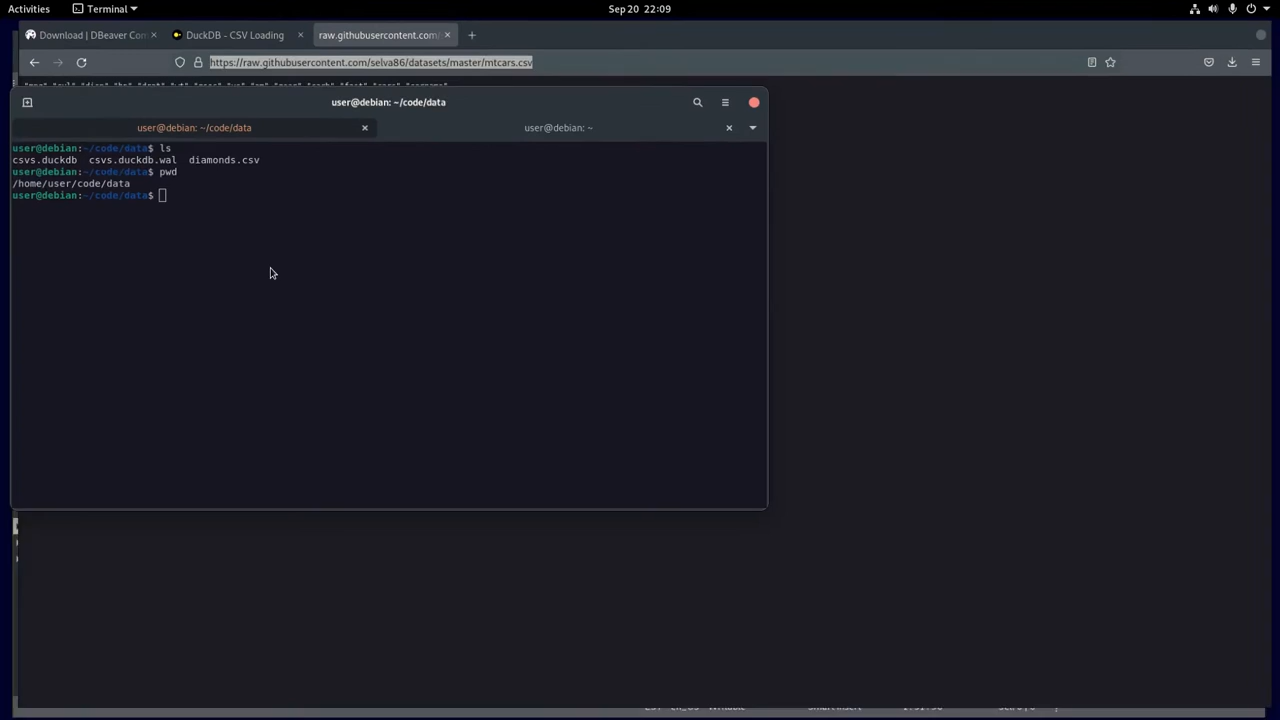 Activities Terminal Sep 20 22:09
Download | DBeaver Com DuckDB - CSV Loading raw.githubusercontent.com/
https://raw.githubusercontent.com/selva86/datasets/master/mtcars.csv
user@debian: ~/code/data
user@debian: ~/code/data user@debian: ~
user@debian:~/code/data$ ls
csvs.duckdb csvs.duckdb.wal diamonds.csv
user@debian:~/code/data$ pwd
/home/user/code/data
user@debian:~/code/data$